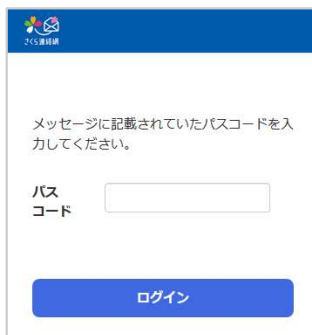 さくら連絡網
メッセージに記載されていたパスコードを入
力してください。
パス
コード
ログイン